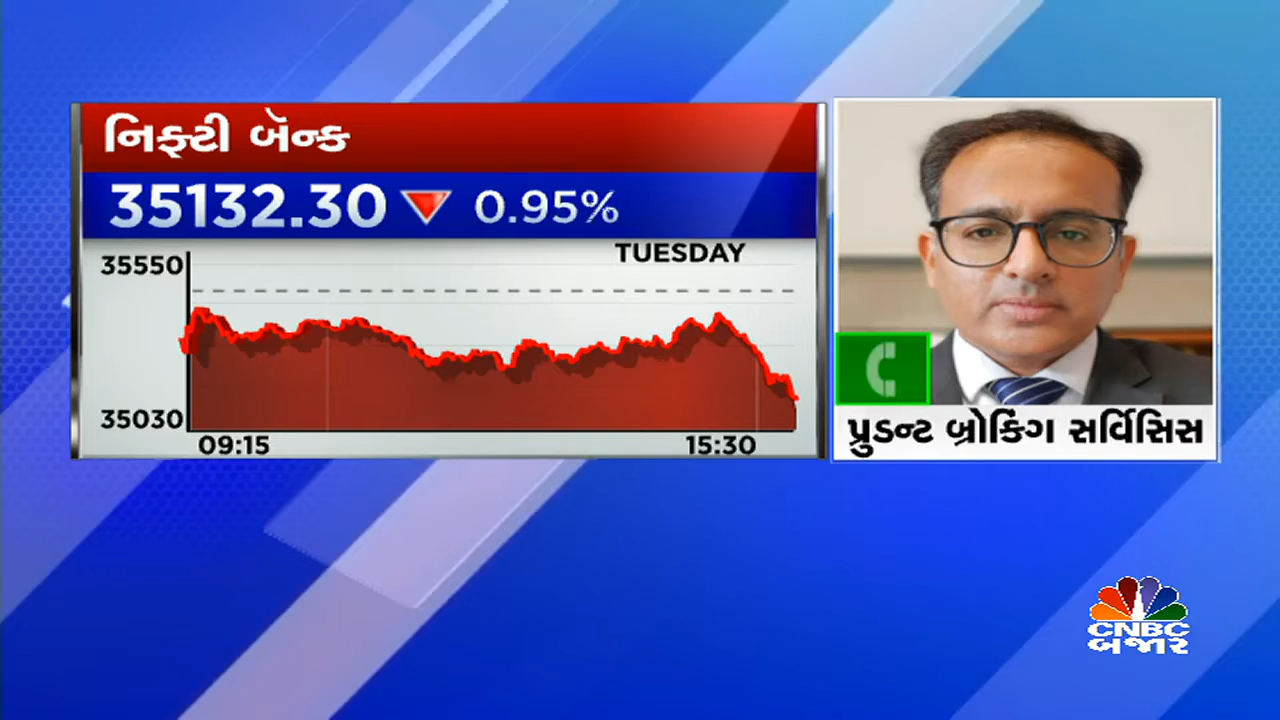 નિફ્ટી બૅન્ક
35132.30 0.95%
TUESDAY
35550
35030
09:15 15:30
પ્રુડન્ટ બ્રોકિંગ સર્વિસિસ
CNBC
બજાર